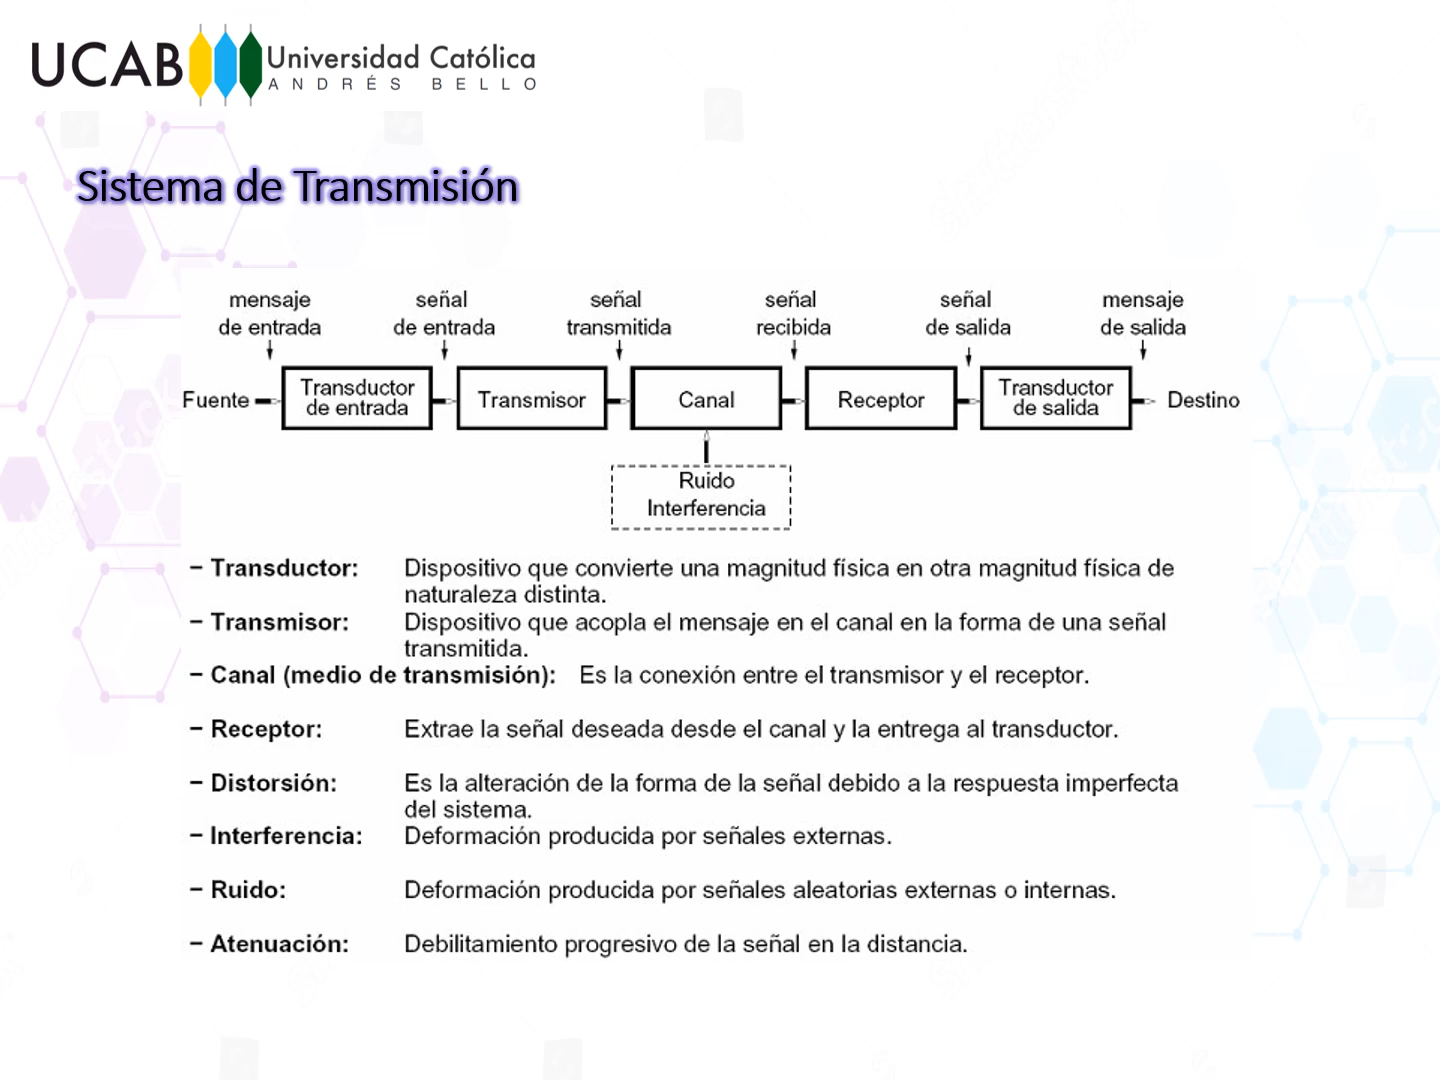 UCAB Universidad Católica
ANDRÉS BELLO
Sistema de Transmisión
mensaje
de entrada
señal
de entrada
señal
transmitida
señal
recibida
señal
de salida
mensaje
de salida
Fuente
Transductor
de entrada
Transmisor
Canal
Receptor
Transductor
de salida
Destino
Ruido
Interferencia
– Transductor: Dispositivo que convierte una magnitud física en otra magnitud física de
naturaleza distinta.
– Transmisor: Dispositivo que acopla el mensaje en el canal en la forma de una señal
transmitida.
– Canal (medio de transmisión): Es la conexión entre el transmisor y el receptor.
– Receptor: Extrae la señal deseada desde el canal y la entrega al transductor.
– Distorsión: Es la alteración de la forma de la señal debido a la respuesta imperfecta
del sistema.
– Interferencia: Deformación producida por señales externas.
– Ruido: Deformación producida por señales aleatorias externas o internas.
– Atenuación: Debilitamiento progresivo de la señal en la distancia.